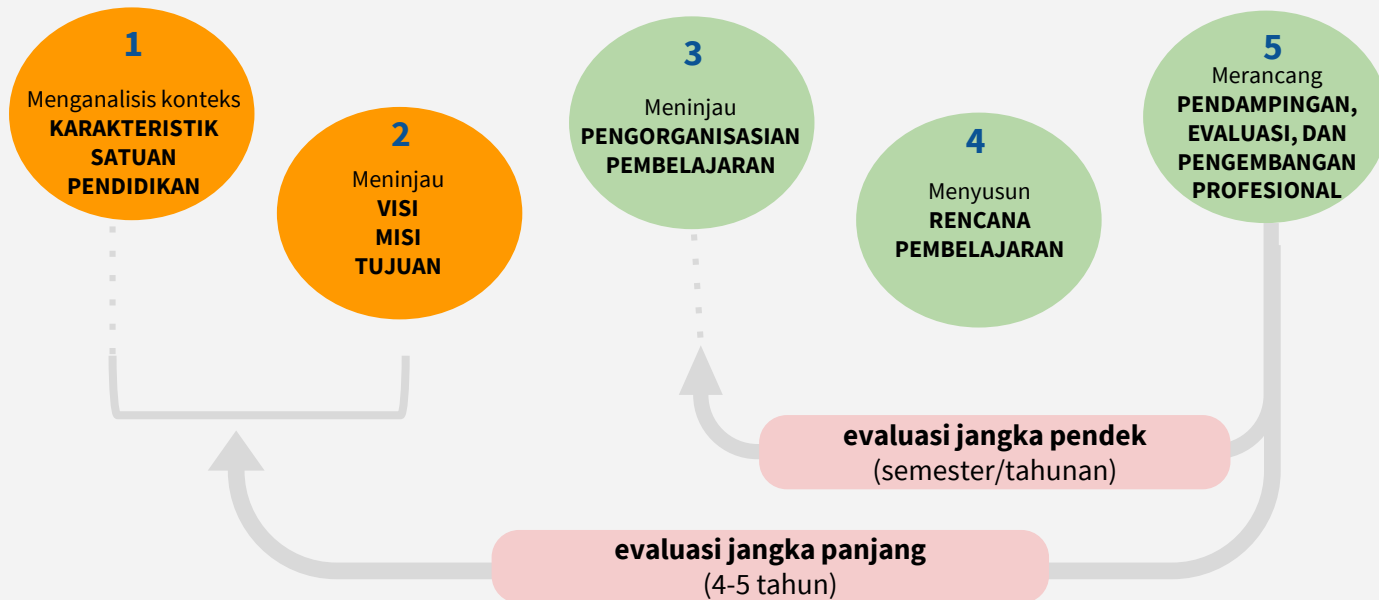 1
Menganalisis konteks
KARAKTERISTIK
SATUAN
PENDIDIKAN
2
Meninjau
VISI
MISI
TUJUAN
3
Meninjau
PENGORGANISASIAN
PEMBELAJARAN
4
Menyusun
RENCANA
PEMBELAJARAN
5
Merancang
PENDAMPINGAN,
EVALUASI, DAN
PENGEMBANGAN
PROFESIONAL
evaluasi jangka pendek
(semester/tahunan)
evaluasi jangka panjang
(4-5 tahun)